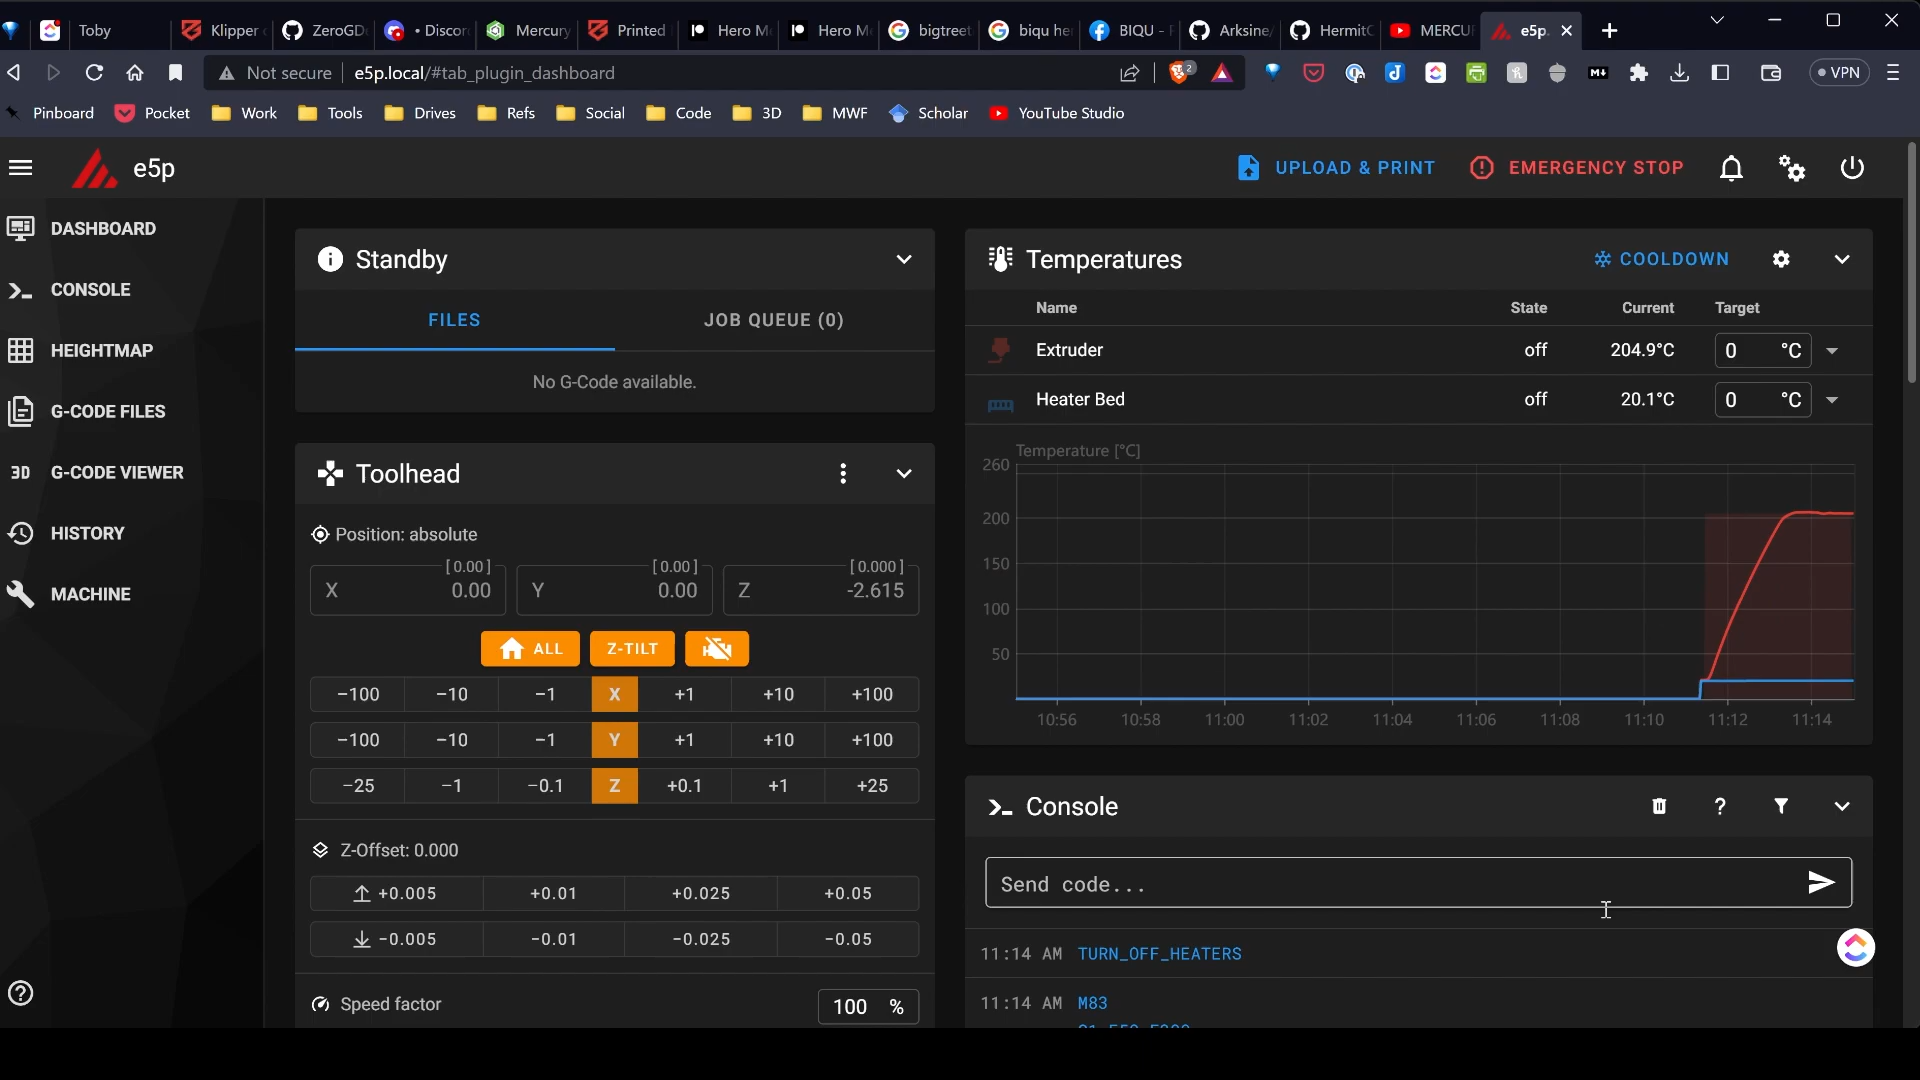 Toby
Klipper
ZeroGD
• Discor
Mercury
Printed
Hero M
Hero M
bigtreet
biqu he
BIQU -
Arksine/
HermitC
MERCU
e5p.
Not secure
e5p.local/#tab_plugin_dashboard
2
VPN
Pinboard
Pocket
Work
Tools
Drives
Refs
Social
Code
3D
MWF
Scholar
YouTube Studio
e5p
UPLOAD & PRINT
EMERGENCY STOP
DASHBOARD
CONSOLE
HEIGHTMAP
G-CODE FILES
3D G-CODE VIEWER
HISTORY
MACHINE
Standby
FILES
JOB QUEUE (0)
No G-Code available.
Toolhead
Position: absolute
[ 0.00 ] [ 0.00 ] [ 0.000 ]
X 0.00 Y 0.00 Z -2.615
ALL Z-TILT
−100 −10 −1 X +1 +10 +100
−100 −10 −1 Y +1 +10 +100
−25 −1 −0.1 Z +0.1 +1 +25
Z-Offset: 0.000
+0.005 +0.01 +0.025 +0.05
-0.005 -0.01 -0.025 -0.05
Speed factor 100 %
Temperatures
COOLDOWN
Name State Current Target
Extruder off 204.9°C 0 °C
Heater Bed off 20.1°C 0 °C
Temperature [°C]
260
200
150
100
50
10:56 10:58 11:00 11:02 11:04 11:06 11:08 11:10 11:12 11:14
Console
Send code...
11:14 AM TURN_OFF_HEATERS
11:14 AM M83